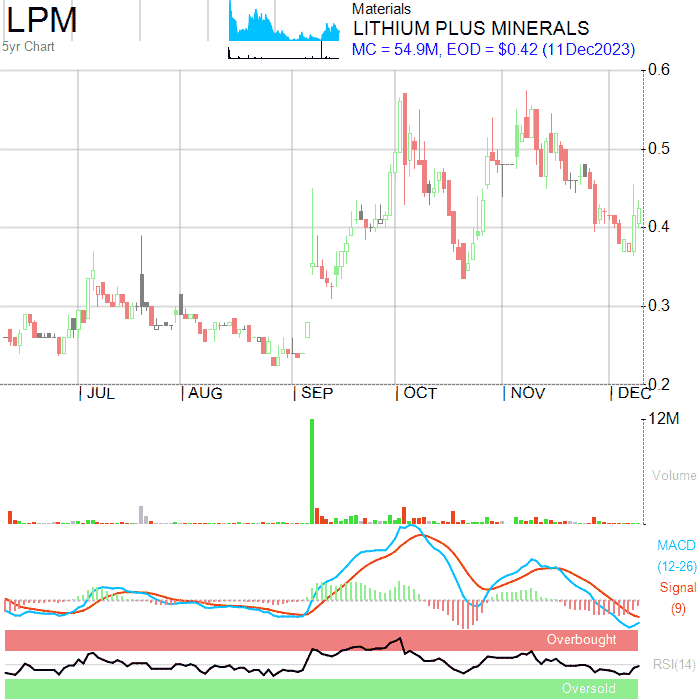 LPM
5yr Chart
Materials
LITHIUM PLUS MINERALS
MC = 54.9M, EOD = $0.42 (11Dec2023)
0.6
0.5
0.4
0.3
0.2
JUL
AUG
SEP
OCT
NOV
DEC
12M
Volume
MACD
(12-26)
Signal
(9)
Overbought
RSI(14)
Oversold